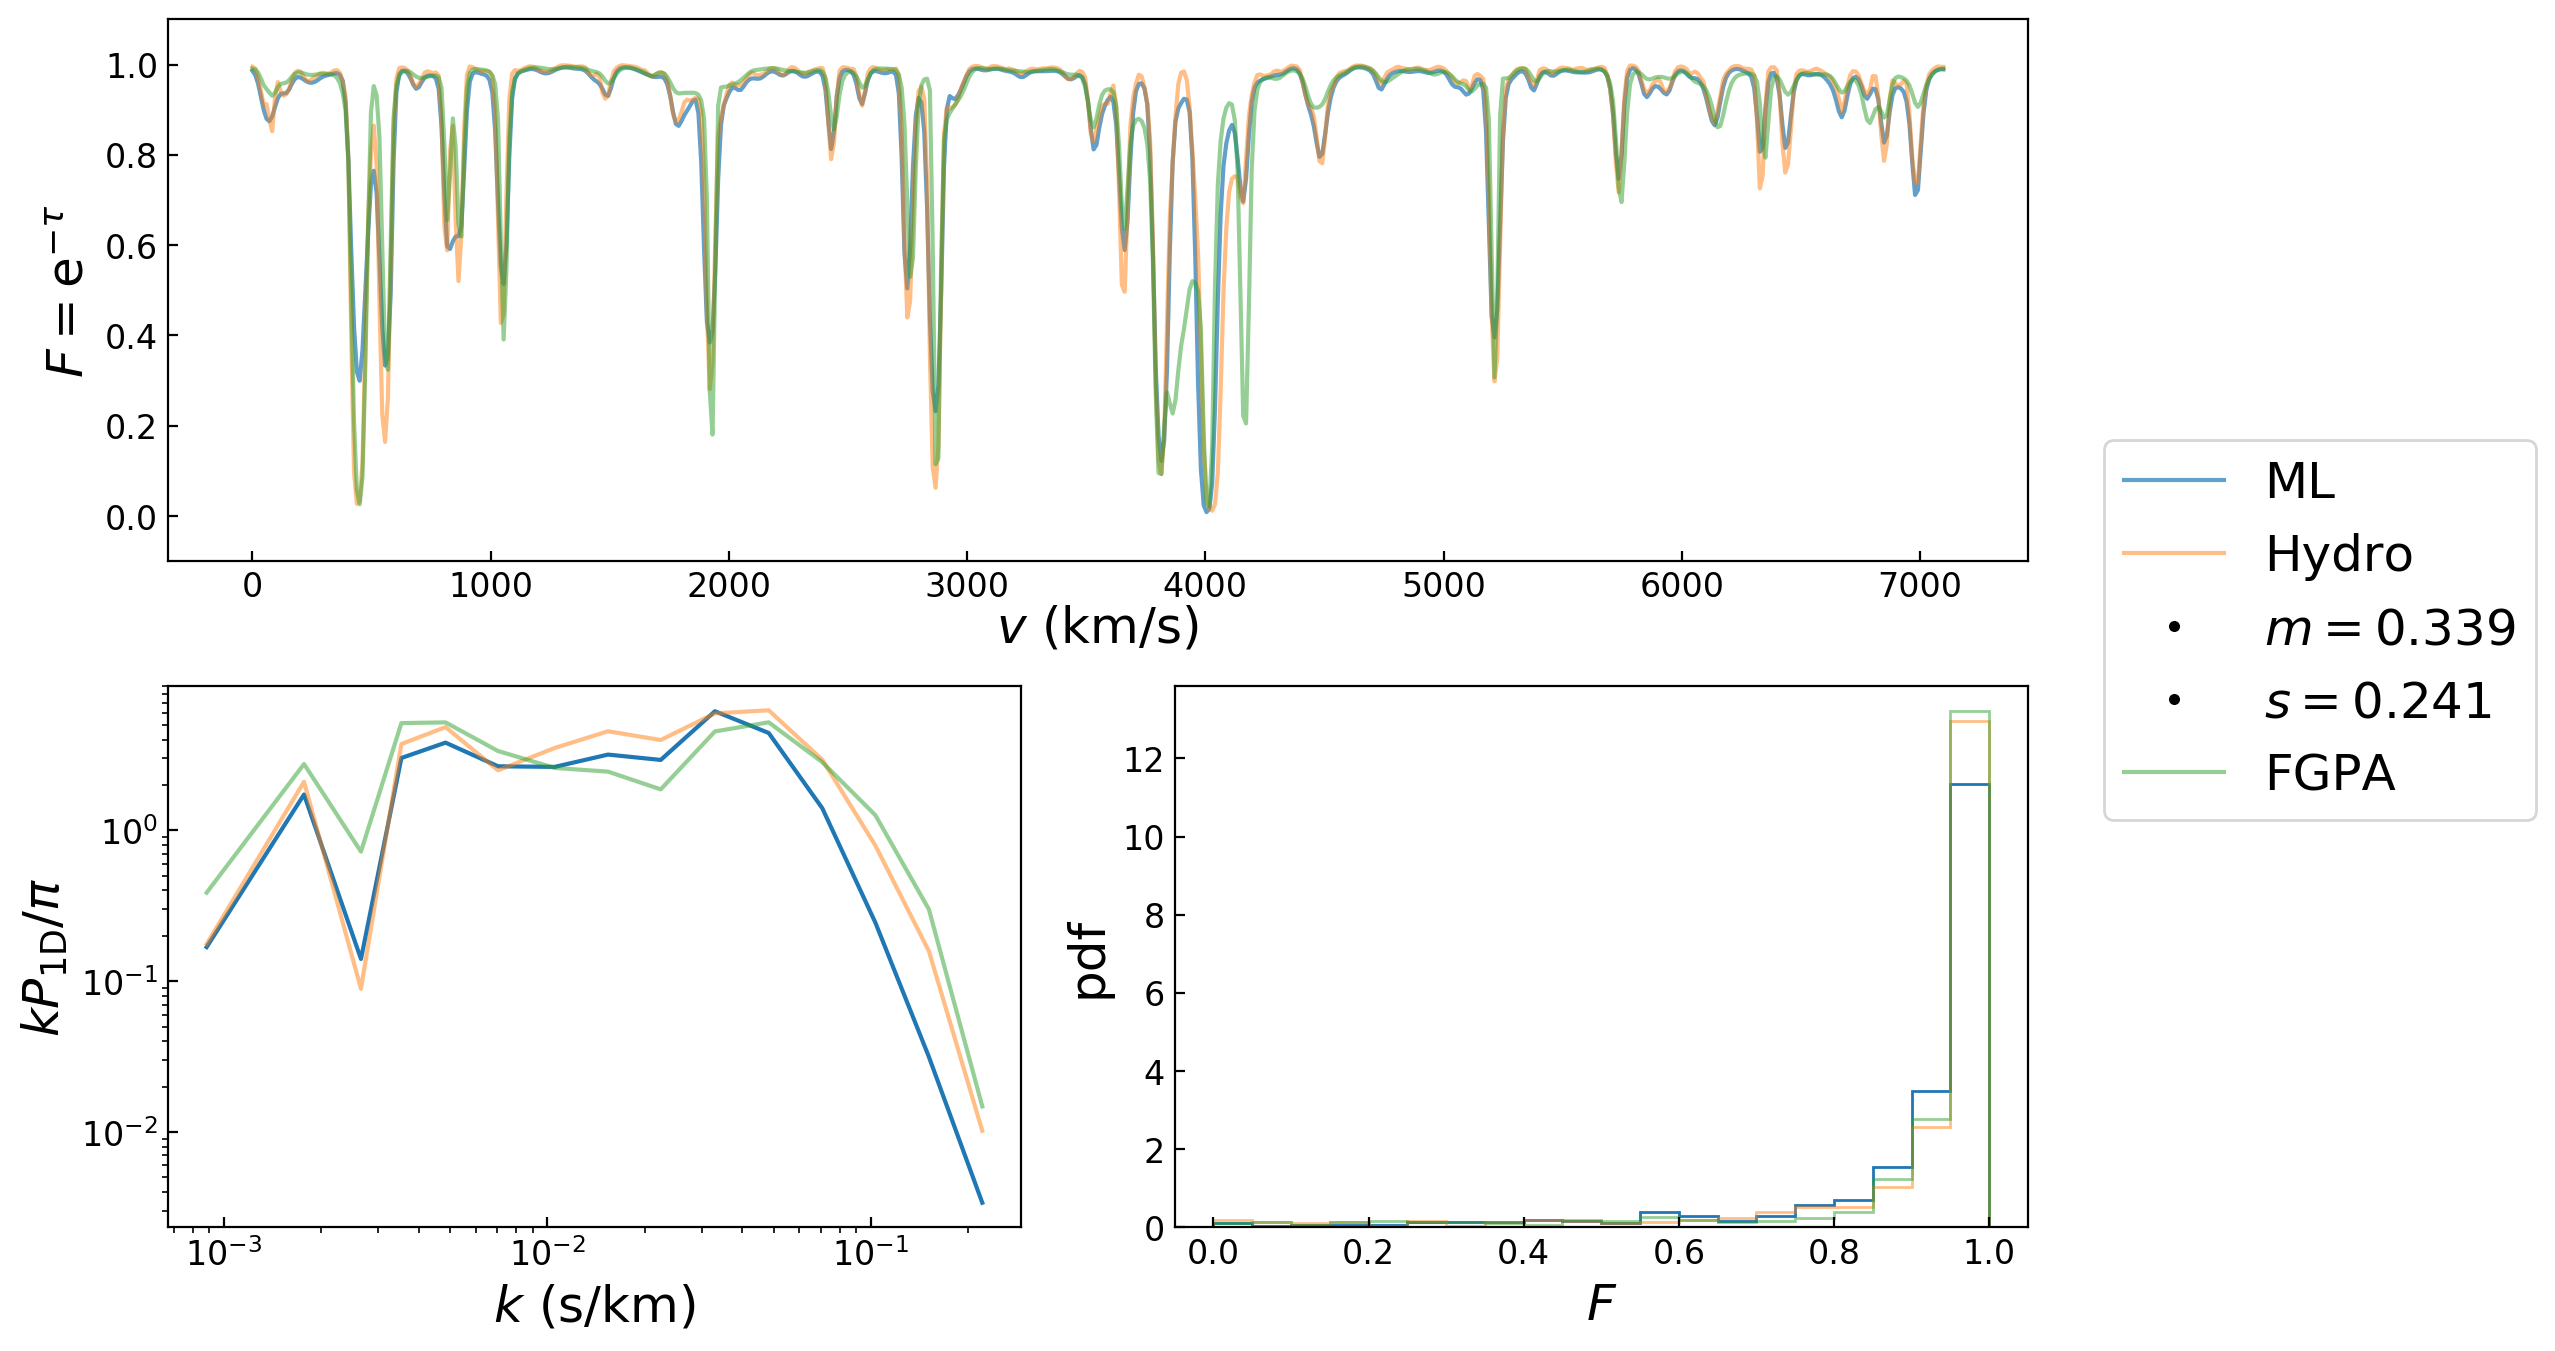 F = e^{−τ}
1.0
0.8
0.6
0.4
0.2
0.0
0 1000 2000 3000 4000 5000 6000 7000
v (km/s)
ML
Hydro
m = 0.339
s = 0.241
FGPA
kP_{1D}/π
10^0
10^{−1}
10^{−2}
10^{−3} 10^{−2} 10^{−1}
k (s/km)
pdf
12
10
8
6
4
2
0
0.0 0.2 0.4 0.6 0.8 1.0
F